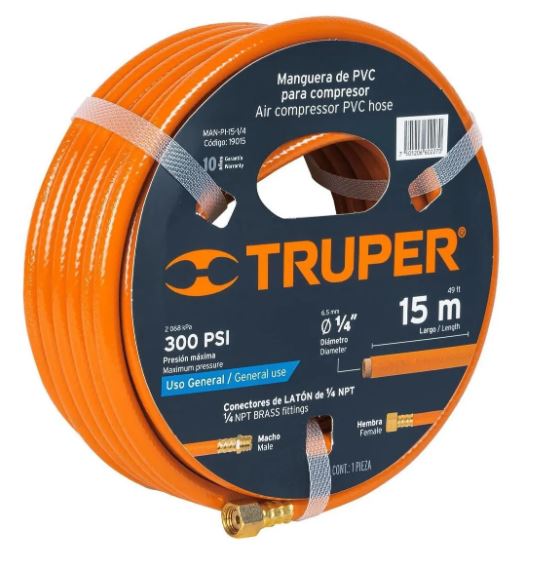 Manguera de PVC
para compresor
Air compressor PVC hose
MAN-PI-15-1/4
Código: 19015
10 Garantía
Warranty
TRUPER®
2 068 kPa
300 PSI
Presión máxima
Maximum pressure
Uso General / General use
6.5 mm
Ø 1/4"
Diámetro
Diameter
49 ft
15 m
Largo / Length
Conectores de LATÓN de 1/4 NPT
1/4 NPT BRASS fittings
Macho
Male
Hembra
Female
CONT.: 1 PIEZA